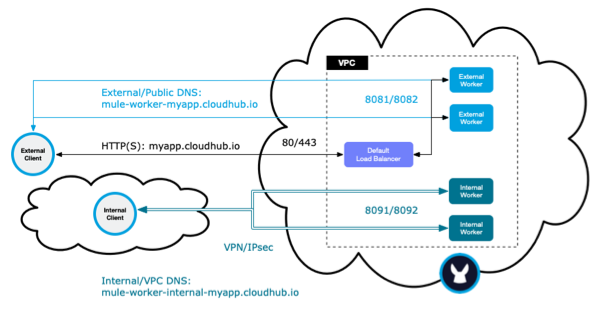 VPC
External
Worker
External/Public DNS:
mule-worker-myapp.cloudhub.io
8081/8082
External
Worker
HTTP(S): myapp.cloudhub.io
80/443
External
Client
Default
Load Balancer
Internal
Worker
Internal
Client
8091/8092
Internal
Worker
VPN/IPsec
Internal/VPC DNS:
mule-worker-internal-myapp.cloudhub.io